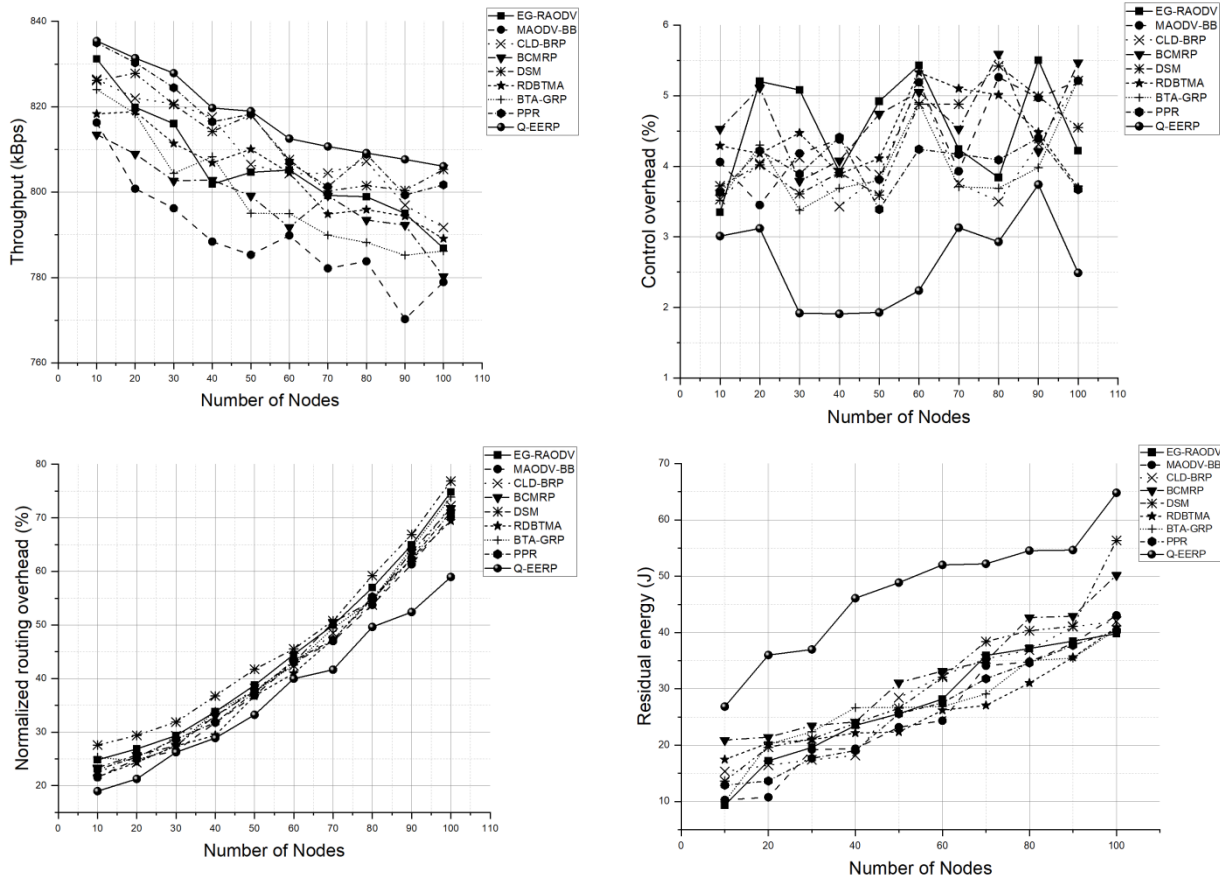 840
820
800
780
760
Throughput (kBps)
0 10 20 30 40 50 60 70 80 90 100 110
Number of Nodes
EG-RAODV
MAODV-BB
CLD-BRP
BCMRP
DSM
RDBTMA
BTA-GRP
PPR
Q-EERP
6
5
4
3
2
1
Control overhead (%)
0 10 20 30 40 50 60 70 80 90 100 110
Number of Nodes
EG-RAODV
MAODV-BB
CLD-BRP
BCMRP
DSM
RDBTMA
BTA-GRP
PPR
Q-EERP
80
70
60
50
40
30
20
Normalized routing overhead (%)
0 10 20 30 40 50 60 70 80 90 100 110
Number of Nodes
EG-RAODV
MAODV-BB
CLD-BRP
BCMRP
DSM
RDBTMA
BTA-GRP
PPR
Q-EERP
70
60
50
40
30
20
10
Residual energy (J)
0 20 40 60 80 100
Number of Nodes
EG-RAODV
MAODV-BB
CLD-BRP
BCMRP
DSM
RDBTMA
BTA-GRP
PPR
Q-EERP